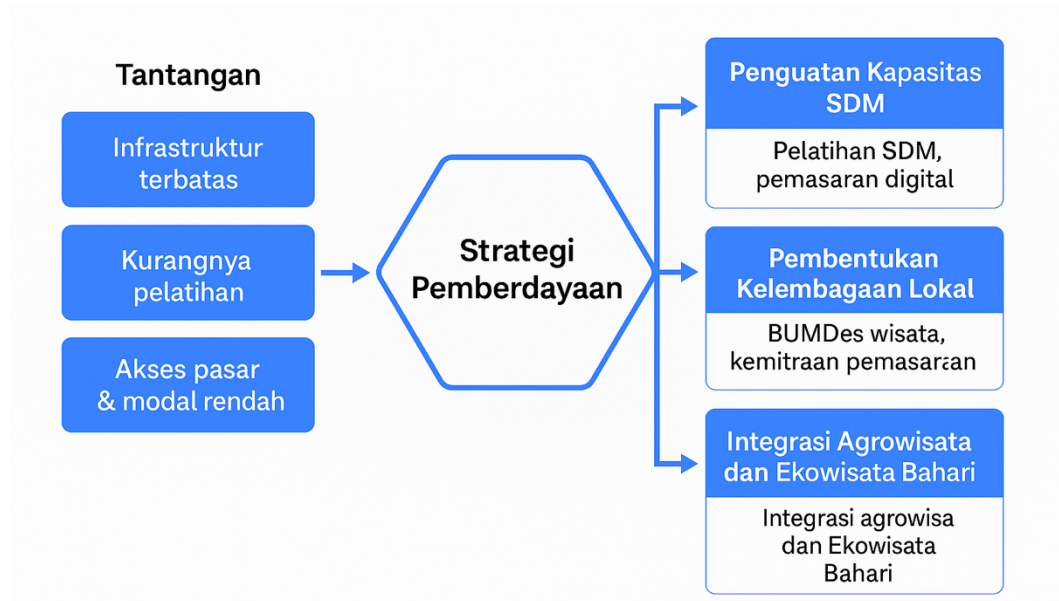 Tantangan
Infrastruktur
terbatas
Kurangnya
pelatihan
Akses pasar
& modal rendah
Strategi
Pemberdayaan
Penguatan Kapasitas
SDM
Pelatihan SDM,
pemasaran digital
Pembentukan
Kelembagaan Lokal
BUMDes wisata,
kemitraan pemasaraan
Integrasi Agrowisata
dan Ekowisata Bahari
Integrasi agrowisa
dan Ekowisata
Bahari